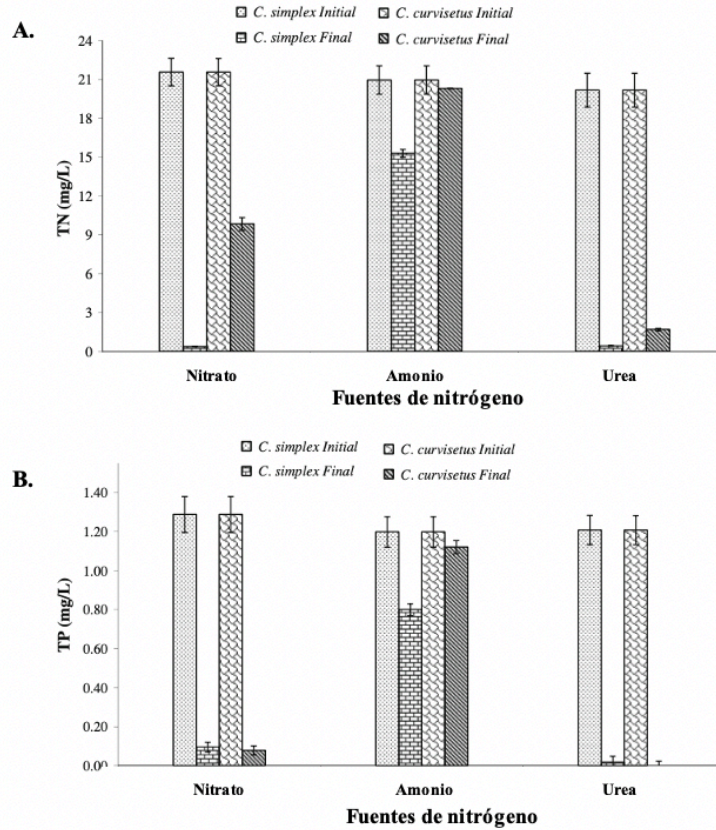 A.
C. simplex Initial C. curvisetus Initial
C. simplex Final C. curvisetus Final
24
21
18
15
12
9
6
3
0
TN (mg/L)
Nitrato Amonio Urea
Fuentes de nitrógeno
B.
C. simplex Initial C. curvisetus Initial
C. simplex Final C. curvisetus Final
1.40
1.20
1.00
0.80
0.60
0.40
0.20
0.00
TP (mg/L)
Nitrato Amonio Urea
Fuentes de nitrógeno